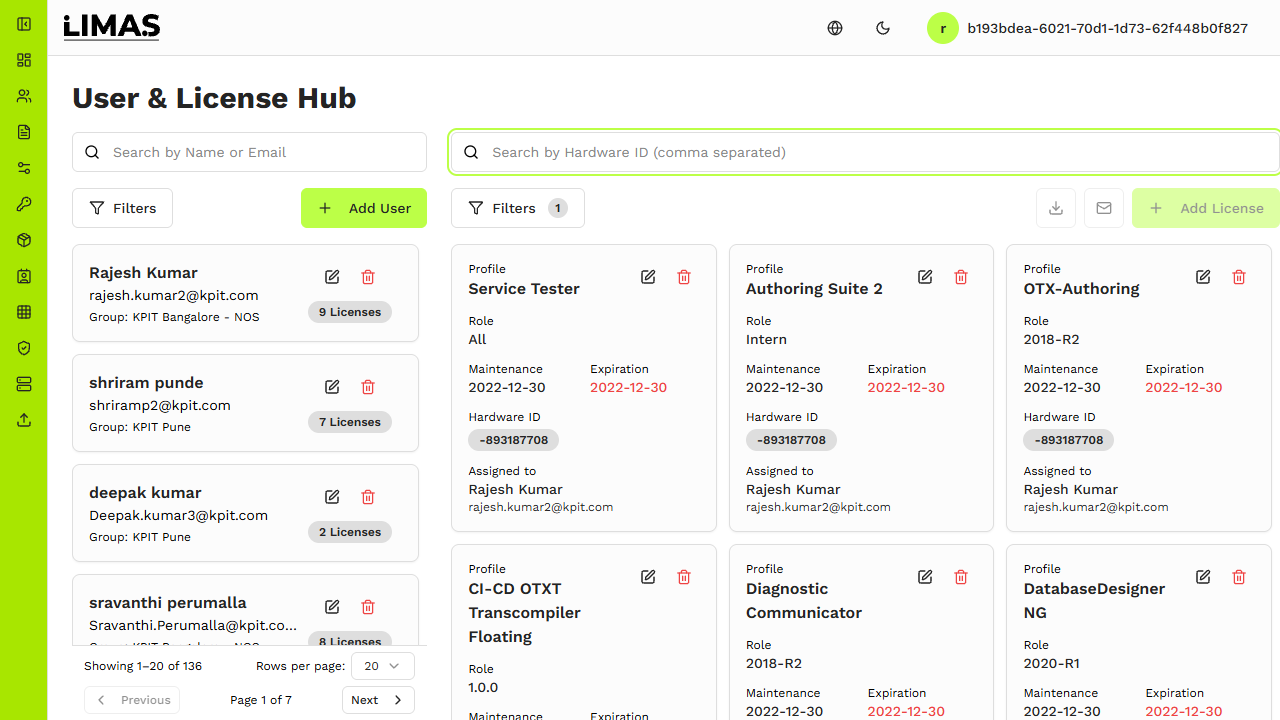 LIMAS
r
b193bdea-6021-70d1-1d73-62f448b0f827
User & License Hub
Search by Name or Email
Search by Hardware ID (comma separated)
Filters
Add User
Filters 1
Add License
Rajesh Kumar
rajesh.kumar2@kpit.com
Group: KPIT Bangalore - NOS
9 Licenses
shriram punde
shriramp2@kpit.com
Group: KPIT Pune
7 Licenses
deepak kumar
Deepak.kumar3@kpit.com
Group: KPIT Pune
2 Licenses
sravanthi perumalla
Sravanthi.Perumalla@kpit.co...
Group: KPIT Bangalore - NOS
8 Licenses
Showing 1–20 of 136
Rows per page: 20
Previous
Page 1 of 7
Next
Profile
Service Tester
Role
All
Maintenance Expiration
2022-12-30 2022-12-30
Hardware ID
-893187708
Assigned to
Rajesh Kumar
rajesh.kumar2@kpit.com
Profile
Authoring Suite 2
Role
Intern
Maintenance Expiration
2022-12-30 2022-12-30
Hardware ID
-893187708
Assigned to
Rajesh Kumar
rajesh.kumar2@kpit.com
Profile
OTX-Authoring
Role
2018-R2
Maintenance Expiration
2022-12-30 2022-12-30
Hardware ID
-893187708
Assigned to
Rajesh Kumar
rajesh.kumar2@kpit.com
Profile
CI-CD OTXT
Transcompiler
Floating
Role
1.0.0
Maintenance Expiration
Profile
Diagnostic
Communicator
Role
2018-R2
Maintenance Expiration
2022-12-30 2022-12-30
Profile
DatabaseDesigner
NG
Role
2020-R1
Maintenance Expiration
2022-12-30 2022-12-30